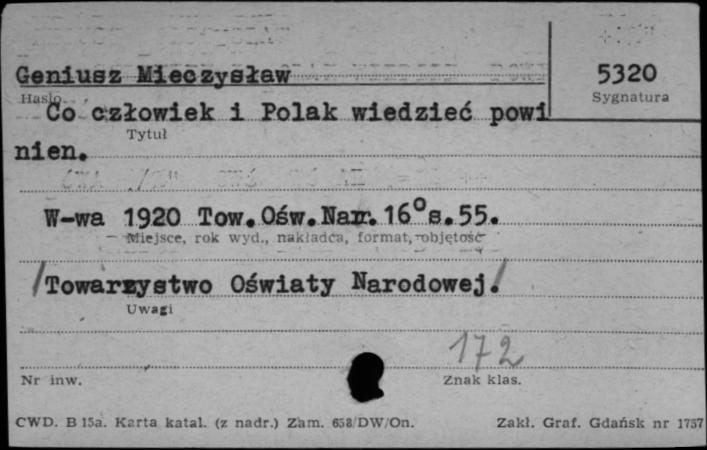 Geniusz Mieczysław
5320
Hasło
Sygnatura
Co człowiek i Polak wiedzieć powi
Tytuł
nien.
W-wa 1920 Tow.Ośw.Nar.16°s.55.
Miejsce, rok wyd., nakładca, format, objętość
/Towarzystwo Oświaty Narodowej./
Uwagi
172
Nr inw.
Znak klas.
CWD. B 15a. Karta katal. (z nadr.) Zam. 658/DW/On.
Zakł. Graf. Gdańsk nr 1757